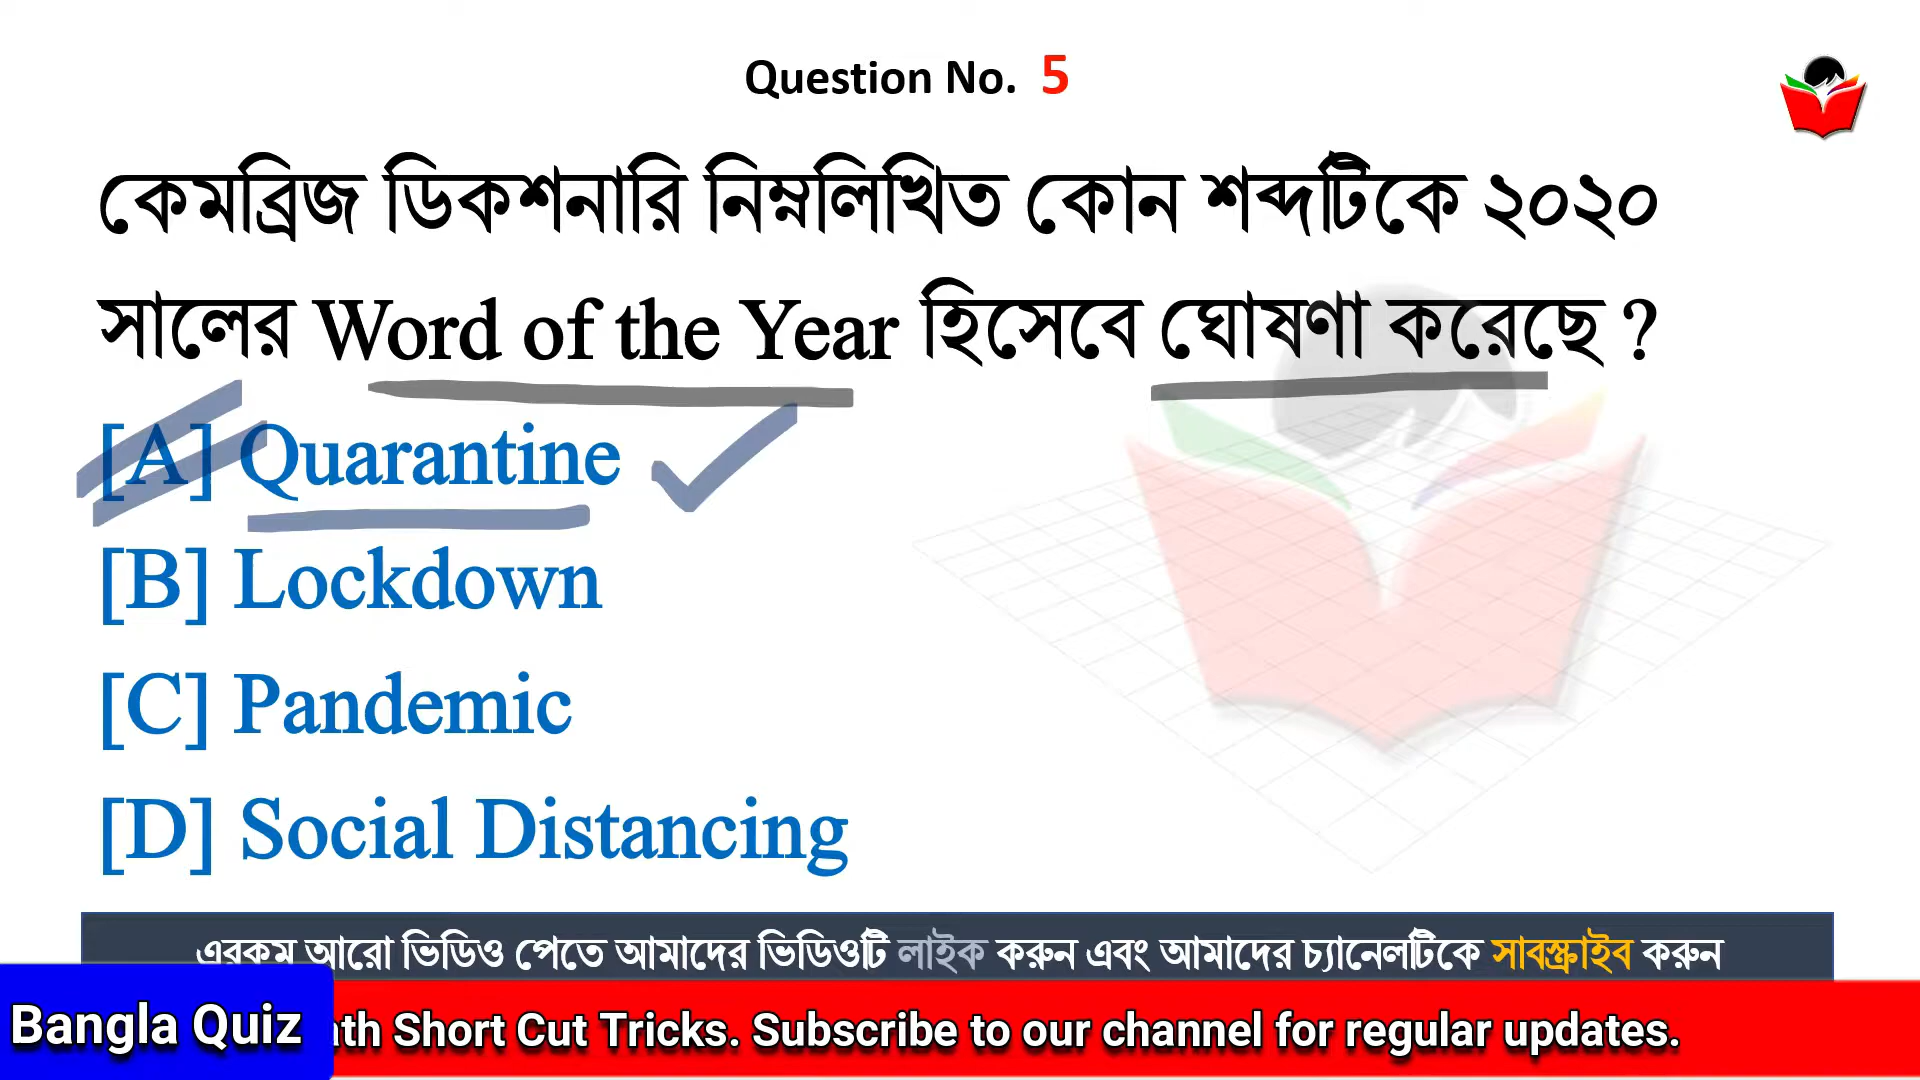 Question No. 5
কেমব্রিজ ডিকশনারি নিম্নলিখিত কোন শব্দটিকে ২০২০
সালের Word of the Year হিসেবে ঘোষণা করেছে ?
[A] Quarantine
[B] Lockdown
[C] Pandemic
[D] Social Distancing
এরকম আরো ভিডিও পেতে আমাদের ভিডিওটি লাইক করুন এবং আমাদের চ্যানেলটিকে সাবস্ক্রাইব করুন
Bangla Quiz ath Short Cut Tricks. Subscribe to our channel for regular updates.